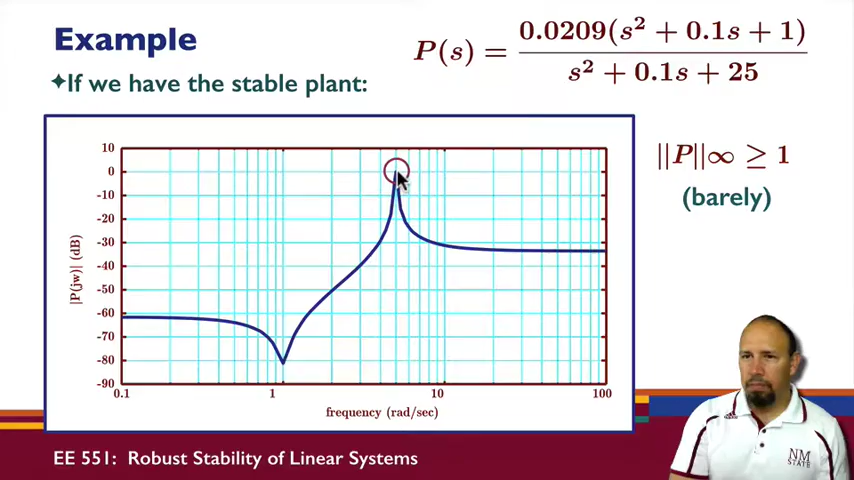 Example
✦If we have the stable plant:
P(s) = 0.0209(s² + 0.1s + 1) / s² + 0.1s + 25
||P||∞ ≥ 1
(barely)
10
0
-10
-20
-30
-40
-50
-60
-70
-80
-90
|P(jw)| (dB)
0.1 1 10 100
frequency (rad/sec)
NM
STATE
EE 551: Robust Stability of Linear Systems